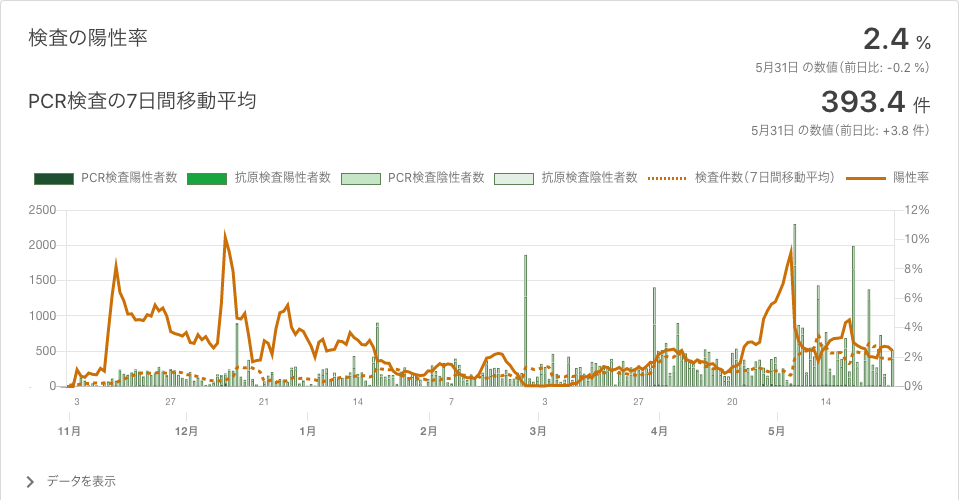 検査の陽性率
2.4 %
5月31日 の数値（前日比: -0.2 %）
PCR検査の7日間移動平均
393.4 件
5月31日 の数値（前日比: +3.8 件）
PCR検査陽性者数 抗原検査陽性者数 PCR検査陰性者数 抗原検査陰性者数 検査件数（7日間移動平均） 陽性率
2500 12%
2000 10%
1500 8%
1000 6%
500 4%
0 2%
0%
3 27 21 14 7 3 27 20 14
11月 12月 1月 2月 3月 4月 5月
データを表示